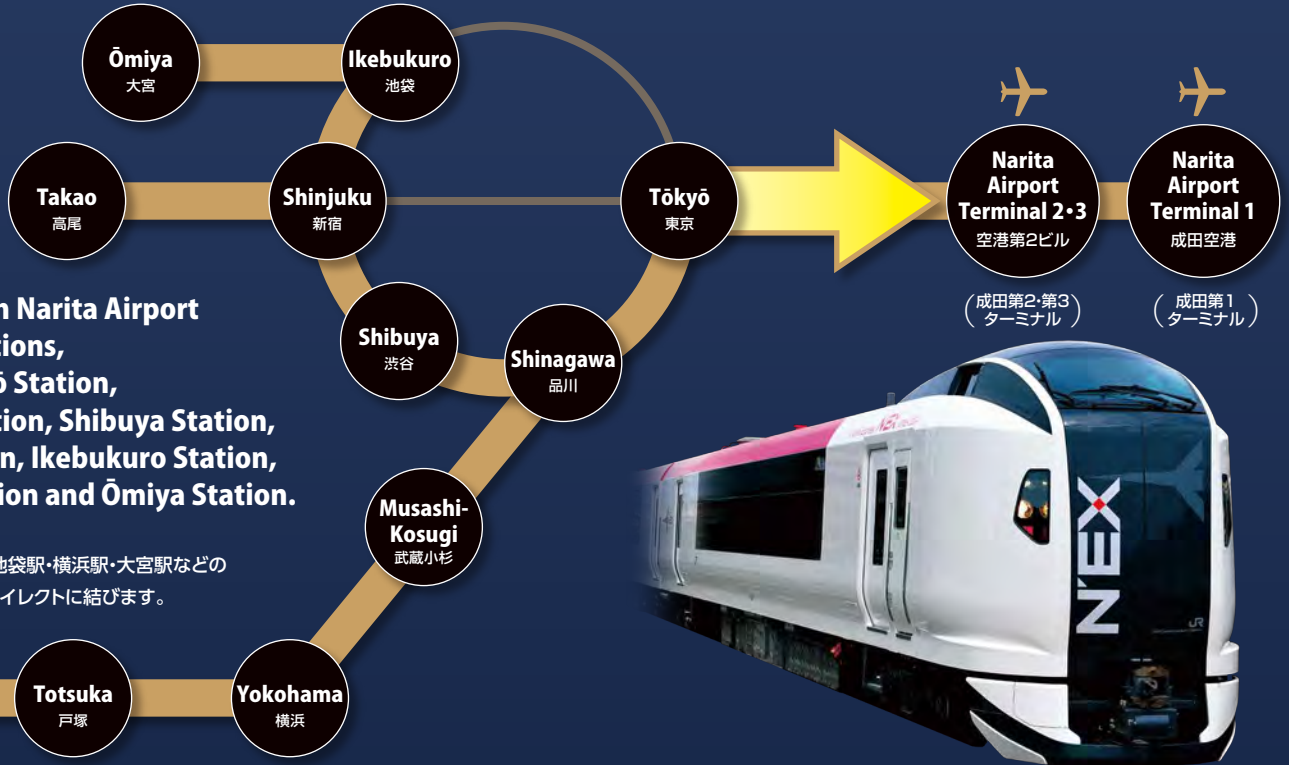 Ōmiya
大宮
Ikebukuro
池袋
Takao
高尾
Shinjuku
新宿
Tōkyō
東京
Narita
Airport
Terminal 2•3
空港第2ビル
(成田第2・第3
ターミナル)
Narita
Airport
Terminal 1
成田空港
(成田第1
ターミナル)
Shibuya
渋谷
Shinagawa
品川
Narita Airport
Station,
Station, Shibuya Station,
Ikebukuro Station,
and Ōmiya Station.
池袋駅・横浜駅・大宮駅などの
イレクトに結びます。
Musashi-
Kosugi
武蔵小杉
Totsuka
戸塚
Yokohama
横浜
N'EX
JR